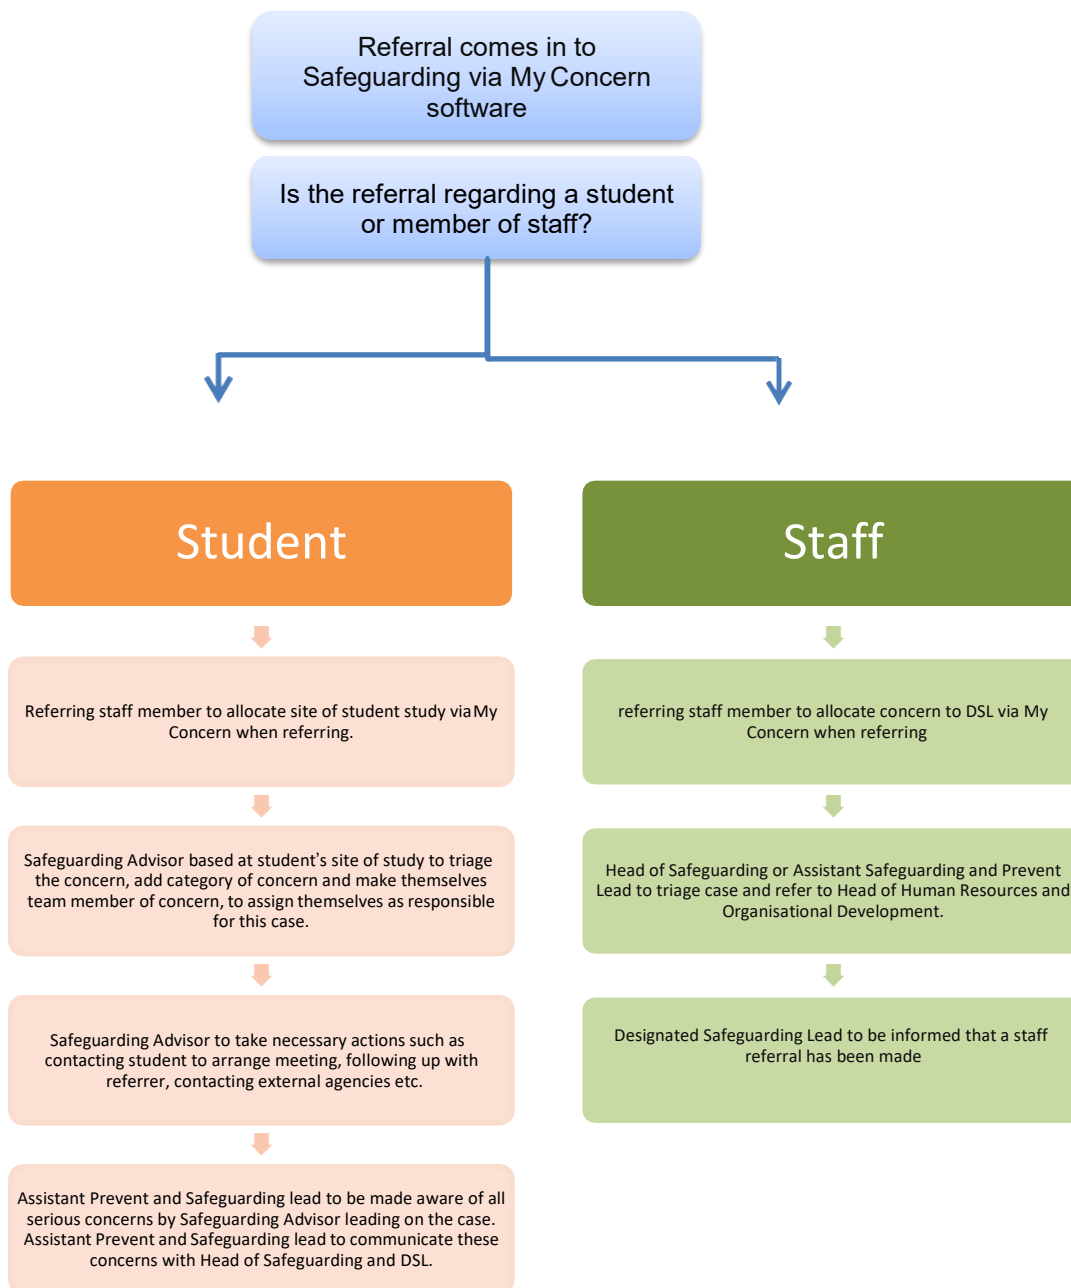 Referral comes in to
Safeguarding via My Concern
software
Is the referral regarding a student
or member of staff?
Student
Referring staff member to allocate site of student study via My
Concern when referring.
Safeguarding Advisor based at student's site of study to triage
the concern, add category of concern and make themselves
team member of concern, to assign themselves as responsible
for this case.
Safeguarding Advisor to take necessary actions such as
contacting student to arrange meeting, following up with
referrer, contacting external agencies etc.
Assistant Prevent and Safeguarding lead to be made aware of all
serious concerns by Safeguarding Advisor leading on the case.
Assistant Prevent and Safeguarding lead to communicate these
concerns with Head of Safeguarding and DSL.
Staff
referring staff member to allocate concern to DSL via My
Concern when referring
Head of Safeguarding or Assistant Safeguarding and Prevent
Lead to triage case and refer to Head of Human Resources and
Organisational Development.
Designated Safeguarding Lead to be informed that a staff
referral has been made